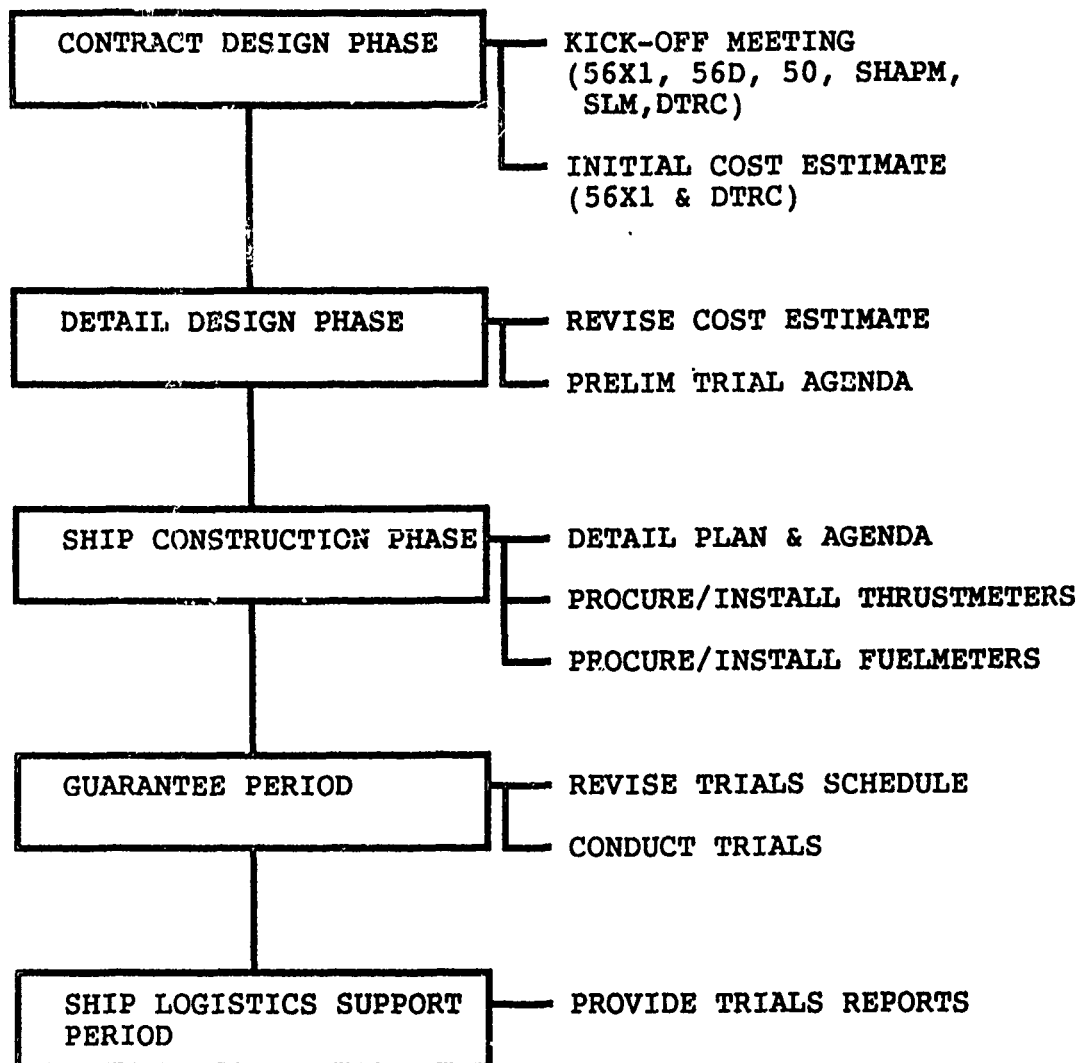 CONTRACT DESIGN PHASE
KICK-OFF MEETING
(56X1, 56D, 50, SHAPM,
SLM,DTRC)
INITIAL COST ESTIMATE
(56X1 & DTRC)
DETAIL DESIGN PHASE
REVISE COST ESTIMATE
PRELIM TRIAL AGENDA
SHIP CONSTRUCTION PHASE
DETAIL PLAN & AGENDA
PROCURE/INSTALL THRUSTMETERS
PROCURE/INSTALL FUELMETERS
GUARANTEE PERIOD
REVISE TRIALS SCHEDULE
CONDUCT TRIALS
SHIP LOGISTICS SUPPORT
PERIOD
PROVIDE TRIALS REPORTS